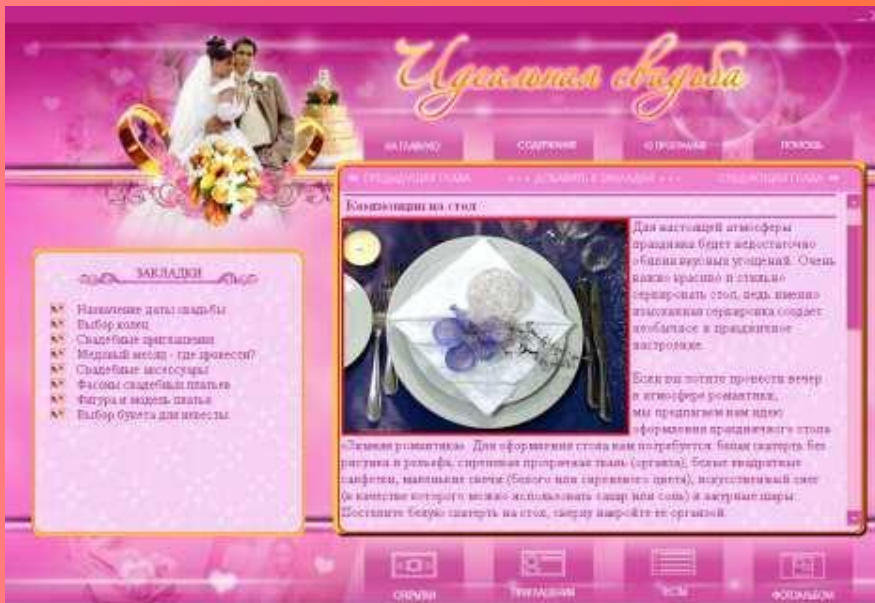 Идеальная свадьба
НА ГЛАВНУЮ СОДЕРЖАНИЕ О ПРОГРАММЕ ПОМОЩЬ
ПРЕДЫДУЩАЯ ГЛАВА ДОБАВИТЬ В ЗАКЛАДКИ СЛЕДУЮЩАЯ ГЛАВА
Композиции на стол
Для настоящей атмосферы
праздника будет недостаточно
обилия вкусных угощений. Очень
важно красиво и стильно
сервировать стол, ведь именно
изысканная сервировка создает
необычное и праздничное
настроение.
Если вы хотите провести вечер
в атмосфере романтики,
мы предлагаем вам идею
оформления праздничного стола
«Зимняя романтика». Для оформления стола вам потребуется: белая скатерть без
рисунка и рельефа, сиреневая прозрачная ткань (органза), белые квадратные
салфетки, маленькие свечи (белого или сиреневого цвета), искусственный снег
(в качестве которого можно использовать сахар или соль) и ажурные шары.
Постелите белую скатерть на стол, сверху накройте ее органзой.
ЗАКЛАДКИ
Назначение даты свадьбы
Выбор колец
Свадебные приглашения
Медовый месяц - где провести?
Свадебные аксессуары
Фасоны свадебных платьев
Фигура и модель платья
Выбор букета для невесты
ОТКРЫТКИ ПРИГЛАШЕНИЯ ТЕСТЫ ФОТОАЛЬБОМ